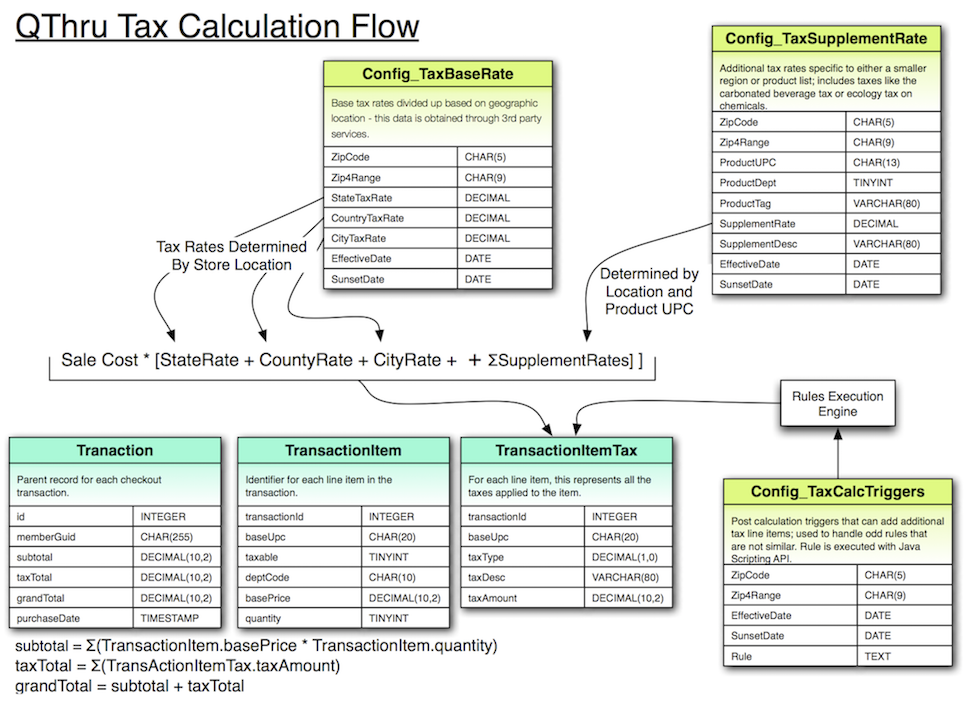 QThru Tax Calculation Flow
Config_TaxBaseRate
Base tax rates divided up based on geographic
location - this data is obtained through 3rd party
services.
ZipCode CHAR(5)
Zip4Range CHAR(9)
StateTaxRate DECIMAL
CountryTaxRate DECIMAL
CityTaxRate DECIMAL
EffectiveDate DATE
SunsetDate DATE
Config_TaxSupplementRate
Additional tax rates specific to either a smaller
region or product list; includes taxes like the
carbonated beverage tax or ecology tax on
chemicals.
ZipCode CHAR(5)
Zip4Range CHAR(9)
ProductUPC CHAR(13)
ProductDept TINYINT
ProductTag VARCHAR(80)
SupplementRate DECIMAL
SupplementDesc VARCHAR(80)
EffectiveDate DATE
SunsetDate DATE
Tax Rates Determined
By Store Location
Determined by
Location and
Product UPC
Sale Cost * [StateRate + CountyRate + CityRate + + ΣSupplementRates] ]
Rules Execution
Engine
Tranaction
Parent record for each checkout
transaction.
id INTEGER
memberGuid CHAR(255)
subtotal DECIMAL(10,2)
taxTotal DECIMAL(10,2)
grandTotal DECIMAL(10,2)
purchaseDate TIMESTAMP
TransactionItem
Identifier for each line item in the
transaction.
transactionId INTEGER
baseUpc CHAR(20)
taxable TINYINT
deptCode CHAR(10)
basePrice DECIMAL(10,2)
quantity TINYINT
TransactionItemTax
For each line item, this represents all the
taxes applied to the item.
transactionId INTEGER
baseUpc CHAR(20)
taxType DECIMAL(1,0)
taxDesc VARCHAR(80)
taxAmount DECIMAL(10,2)
Config_TaxCalcTriggers
Post calculation triggers that can add additional
tax line items; used to handle odd rules that
are not similar. Rule is executed with Java
Scripting API.
ZipCode CHAR(5)
Zip4Range CHAR(9)
EffectiveDate DATE
SunsetDate DATE
Rule TEXT
subtotal = Σ(TransactionItem.basePrice * TransactionItem.quantity)
taxTotal = Σ(TransActionItemTax.taxAmount)
grandTotal = subtotal + taxTotal